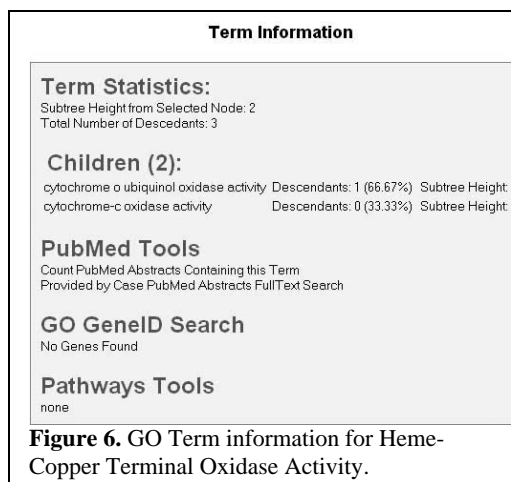 Term Information
Term Statistics:
Subtree Height from Selected Node: 2
Total Number of Descedants: 3
Children (2):
cytochrome o ubiquinol oxidase activity Descendants: 1 (66.67%) Subtree Height:
cytochrome-c oxidase activity Descendants: 0 (33.33%) Subtree Height:
PubMed Tools
Count PubMed Abstracts Containing this Term
Provided by Case PubMed Abstracts FullText Search
GO GeneID Search
No Genes Found
Pathways Tools
none
Figure 6. GO Term information for Heme-
Copper Terminal Oxidase Activity.